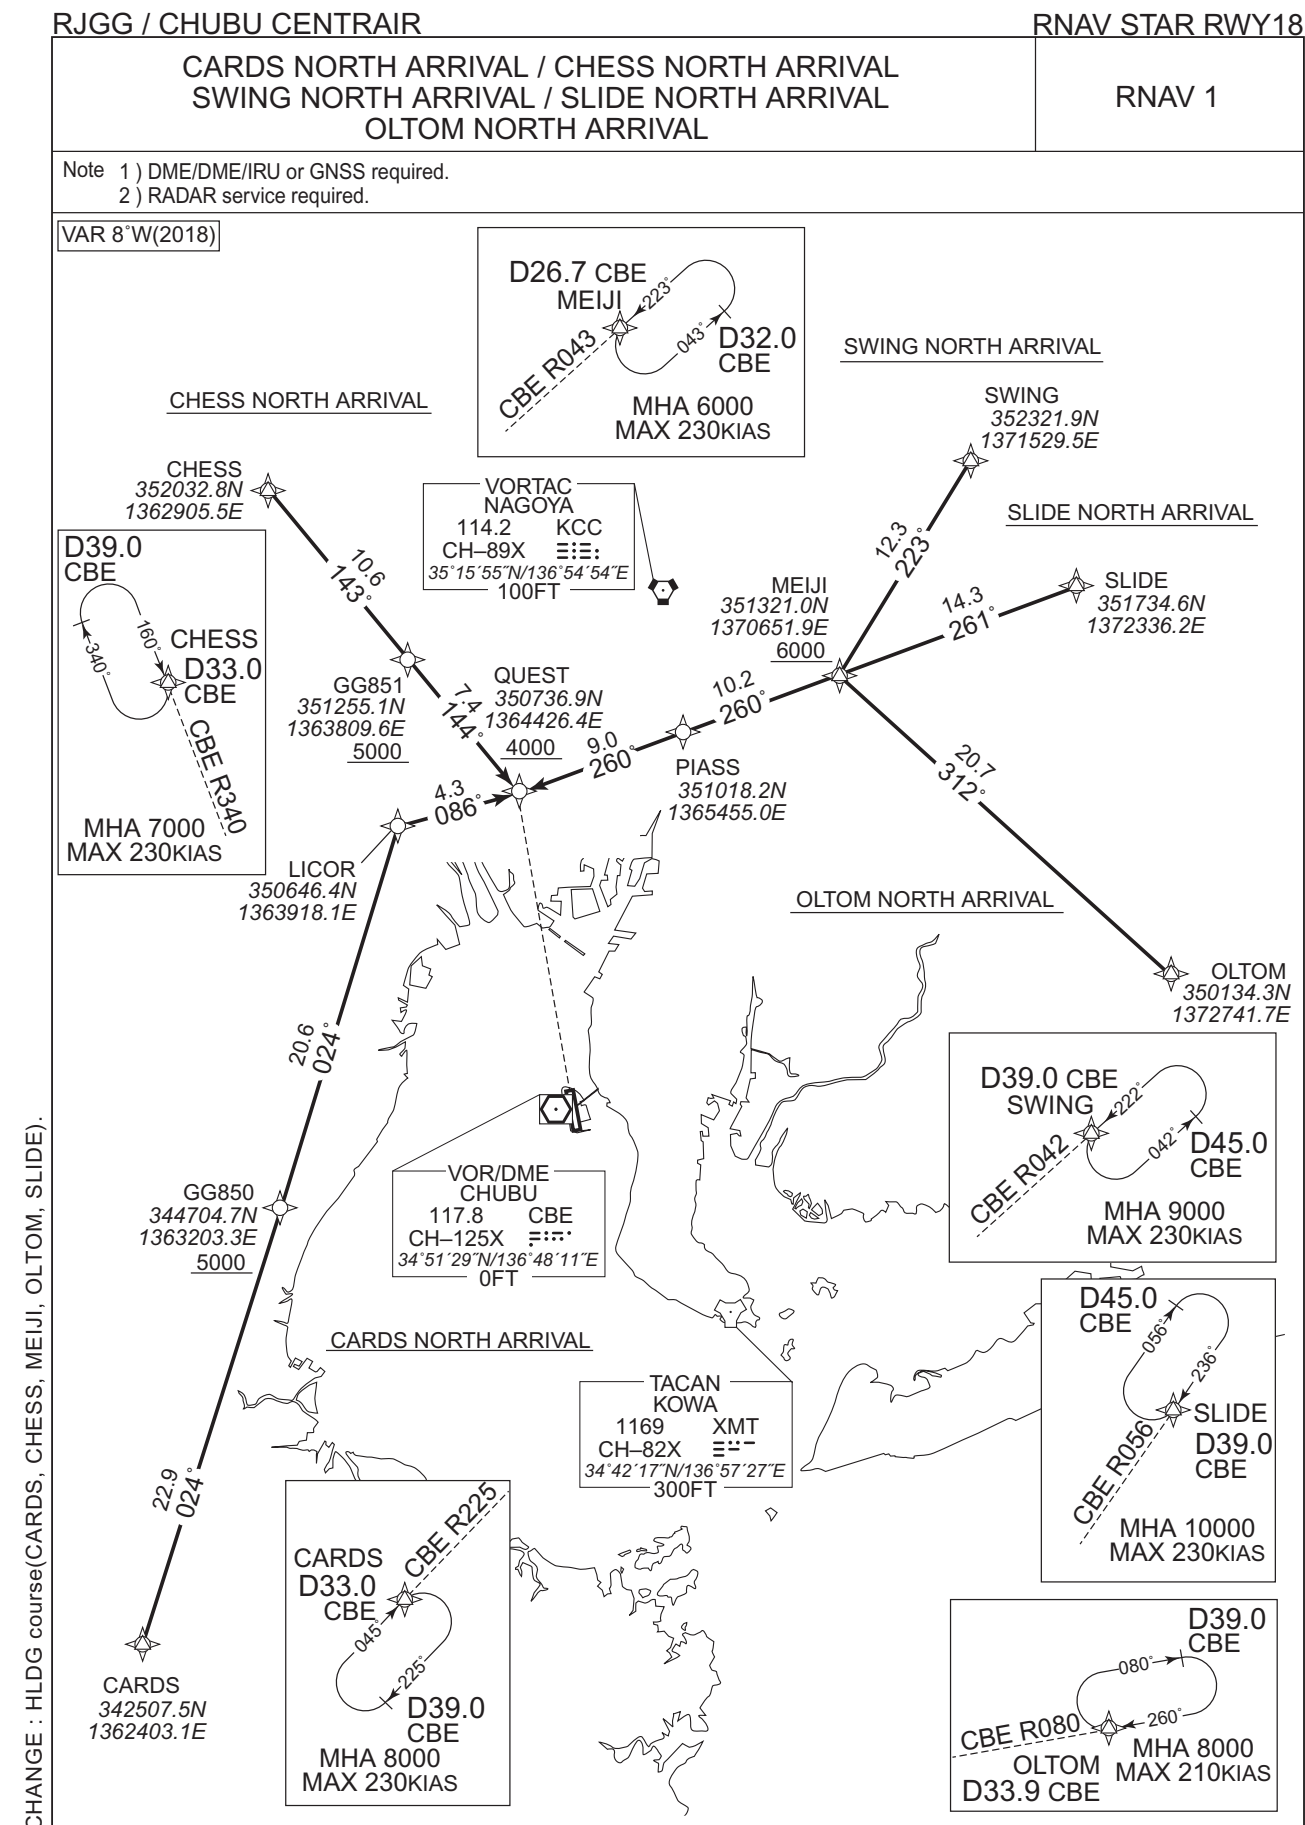 RJGG / CHUBU CENTRAIR
RNAV STAR RWY18
CARDS NORTH ARRIVAL / CHESS NORTH ARRIVAL
SWING NORTH ARRIVAL / SLIDE NORTH ARRIVAL
OLTOM NORTH ARRIVAL
RNAV 1
Note 1 ) DME/DME/IRU or GNSS required.
2 ) RADAR service required.
VAR 8˚W(2018)
D26.7 CBE
MEIJI
223˚
043˚
D32.0
CBE
CBE R043
MHA 6000
MAX 230KIAS
SWING NORTH ARRIVAL
SWING
352321.9N
1371529.5E
CHESS NORTH ARRIVAL
CHESS
352032.8N
1362905.5E
VORTAC
NAGOYA
114.2 KCC
CH–89X
35˚15´55˝N/136˚54´54˝E
100FT
SLIDE NORTH ARRIVAL
12.3
223˚
D39.0
CBE
160˚
340˚
CHESS
D33.0
CBE
CBE R340
MHA 7000
MAX 230KIAS
10.6
143˚
MEIJI
351321.0N
1370651.9E
6000
14.3
261˚
SLIDE
351734.6N
1372336.2E
GG851
351255.1N
1363809.6E
5000
7.4
144˚
QUEST
350736.9N
1364426.4E
4000
10.2
260˚
9.0
260˚
PIASS
351018.2N
1365455.0E
20.7
312˚
4.3
086˚
LICOR
350646.4N
1363918.1E
OLTOM NORTH ARRIVAL
OLTOM
350134.3N
1372741.7E
20.6
024˚
D39.0 CBE
SWING
222˚
042˚
D45.0
CBE
CBE R042
MHA 9000
MAX 230KIAS
VOR/DME
CHUBU
117.8 CBE
CH–125X
34˚51´29˝N/136˚48´11˝E
0FT
GG850
344704.7N
1363203.3E
5000
CARDS NORTH ARRIVAL
D45.0
CBE
056˚
236˚
SLIDE
D39.0
CBE
CBE R056
MHA 10000
MAX 230KIAS
TACAN
KOWA
1169 XMT
CH–82X
34˚42´17˝N/136˚57´27˝E
300FT
22.9
024˚
CBE R225
CARDS
D33.0
CBE
045˚
225˚
D39.0
CBE
MHA 8000
MAX 230KIAS
CARDS
342507.5N
1362403.1E
D39.0
CBE
080˚
260˚
CBE R080
OLTOM
D33.9 CBE
MHA 8000
MAX 210KIAS
CHANGE : HLDG course(CARDS, CHESS, MEIJI, OLTOM, SLIDE).